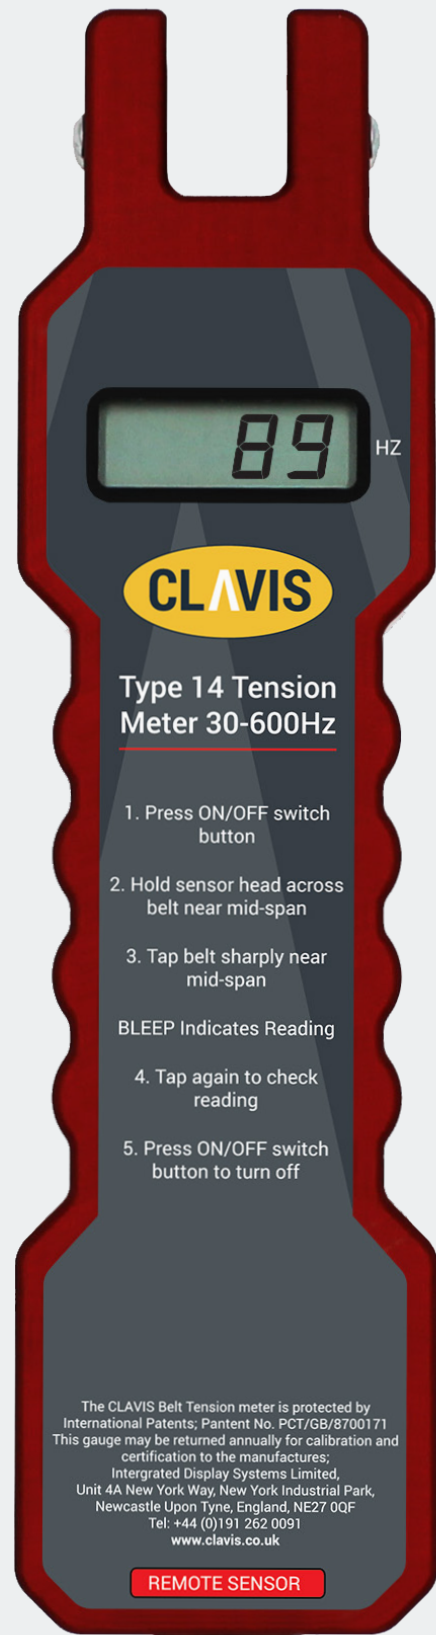 89
HZ
CLAVIS
Type 14 Tension
Meter 30-600Hz
1. Press ON/OFF switch
button
2. Hold sensor head across
belt near mid-span
3. Tap belt sharply near
mid-span
BLEEP Indicates Reading
4. Tap again to check
reading
5. Press ON/OFF switch
button to turn off
The CLAVIS Belt Tension meter is protected by
International Patents; Pantent No. PCT/GB/8700171
This gauge may be returned annually for calibration and
certification to the manufactures;
Intergrated Display Systems Limited,
Unit 4A New York Way, New York Industrial Park,
Newcastle Upon Tyne, England, NE27 0QF
Tel: +44 (0)191 262 0091
www.clavis.co.uk
REMOTE SENSOR